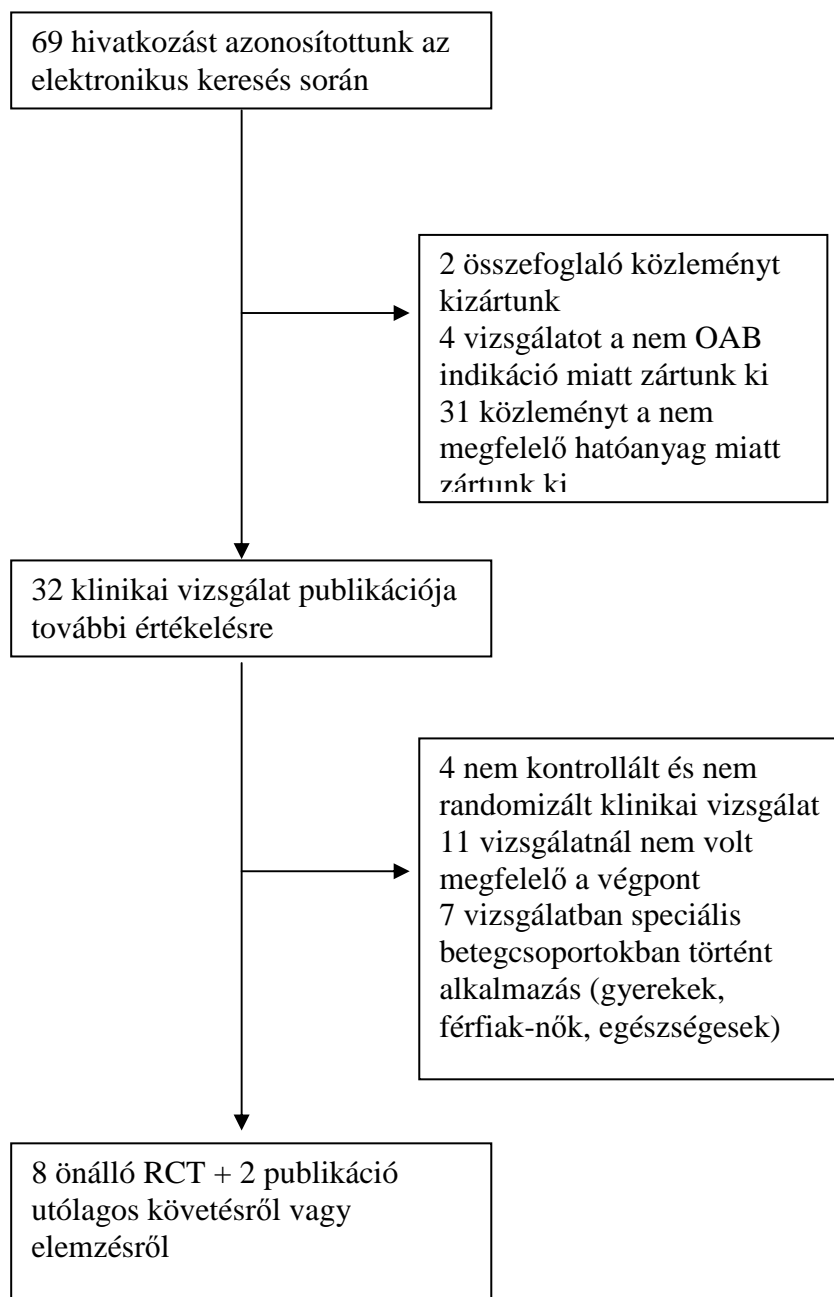 69 hivatkozást azonosítottunk az
elektronikus keresés során
2 összefoglaló közleményt
kizártunk
4 vizsgálatot a nem OAB
indikáció miatt zártunk ki
31 közleményt a nem
megfelelő hatóanyag miatt
zártunk ki
32 klinikai vizsgálat publikációja
további értékelésre
4 nem kontrollált és nem
randomizált klinikai vizsgálat
11 vizsgálatnál nem volt
megfelelő a végpont
7 vizsgálatban speciális
betegcsoportokban történt
alkalmazás (gyerekek,
férfiak-nők, egészségesek)
8 önálló RCT + 2 publikáció
utólagos követésről vagy
elemzésről